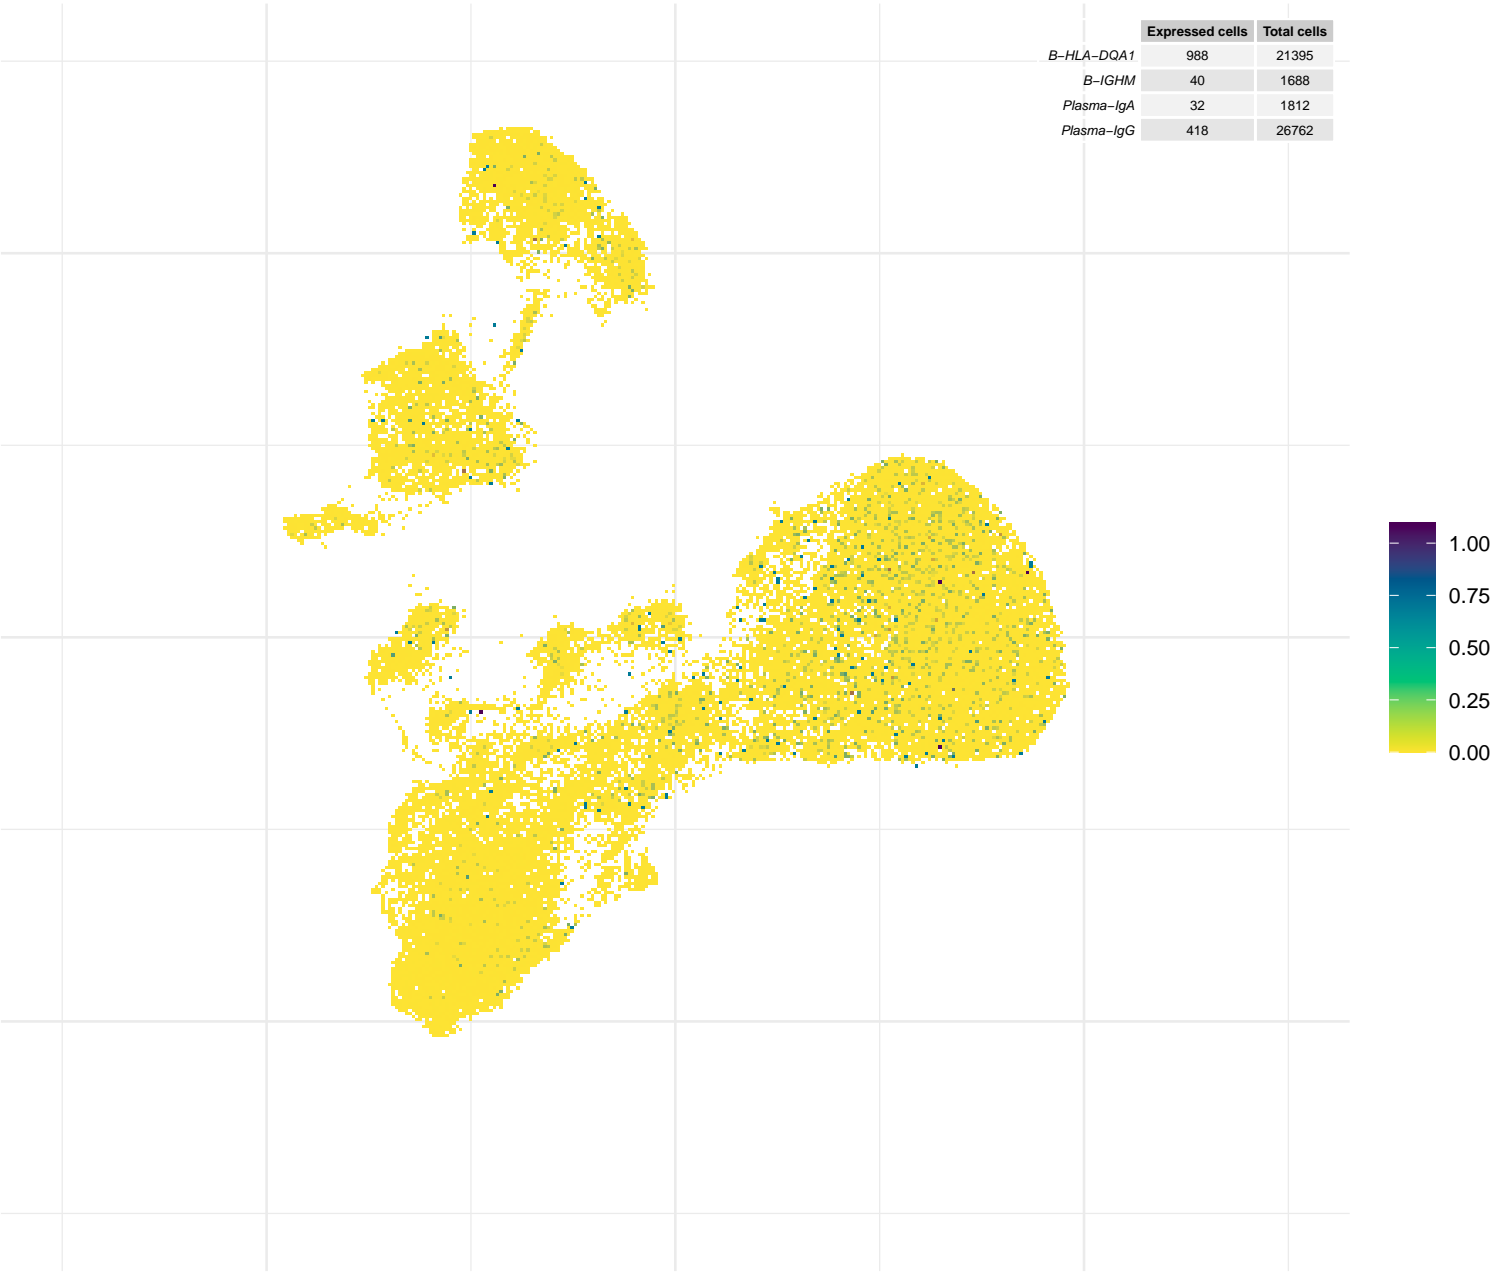 Expressed cells Total cells
B−HLA−DQA1 988 21395
B−IGHM 40 1688
Plasma−IgA 32 1812
Plasma−IgG 418 26762
1.00
0.75
0.50
0.25
0.00